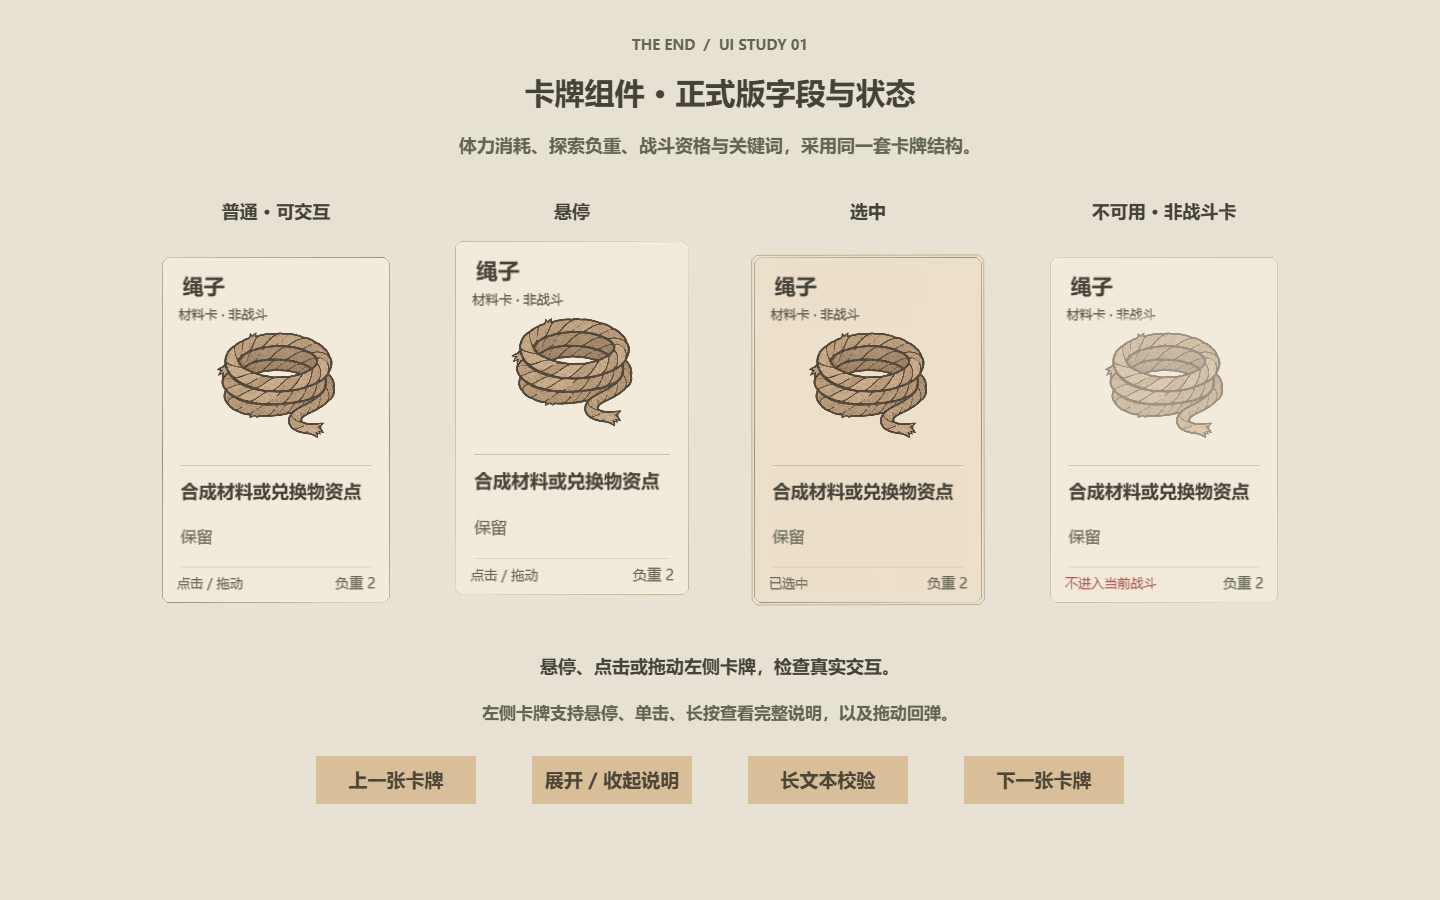 THE END / UI STUDY 01
卡牌组件・正式版字段与状态
体力消耗、探索负重、战斗资格与关键词，采用同一套卡牌结构。
普通・可交互
悬停
选中
不可用・非战斗卡
绳子
材料卡・非战斗
合成材料或兑换物资点
保留
点击 / 拖动
负重 2
绳子
材料卡・非战斗
合成材料或兑换物资点
保留
点击 / 拖动
负重 2
绳子
材料卡・非战斗
合成材料或兑换物资点
保留
已选中
负重 2
绳子
材料卡・非战斗
合成材料或兑换物资点
保留
不进入当前战斗
负重 2
悬停、点击或拖动左侧卡牌，检查真实交互。
左侧卡牌支持悬停、单击、长按查看完整说明，以及拖动回弹。
上一张卡牌
展开 / 收起说明
长文本校验
下一张卡牌